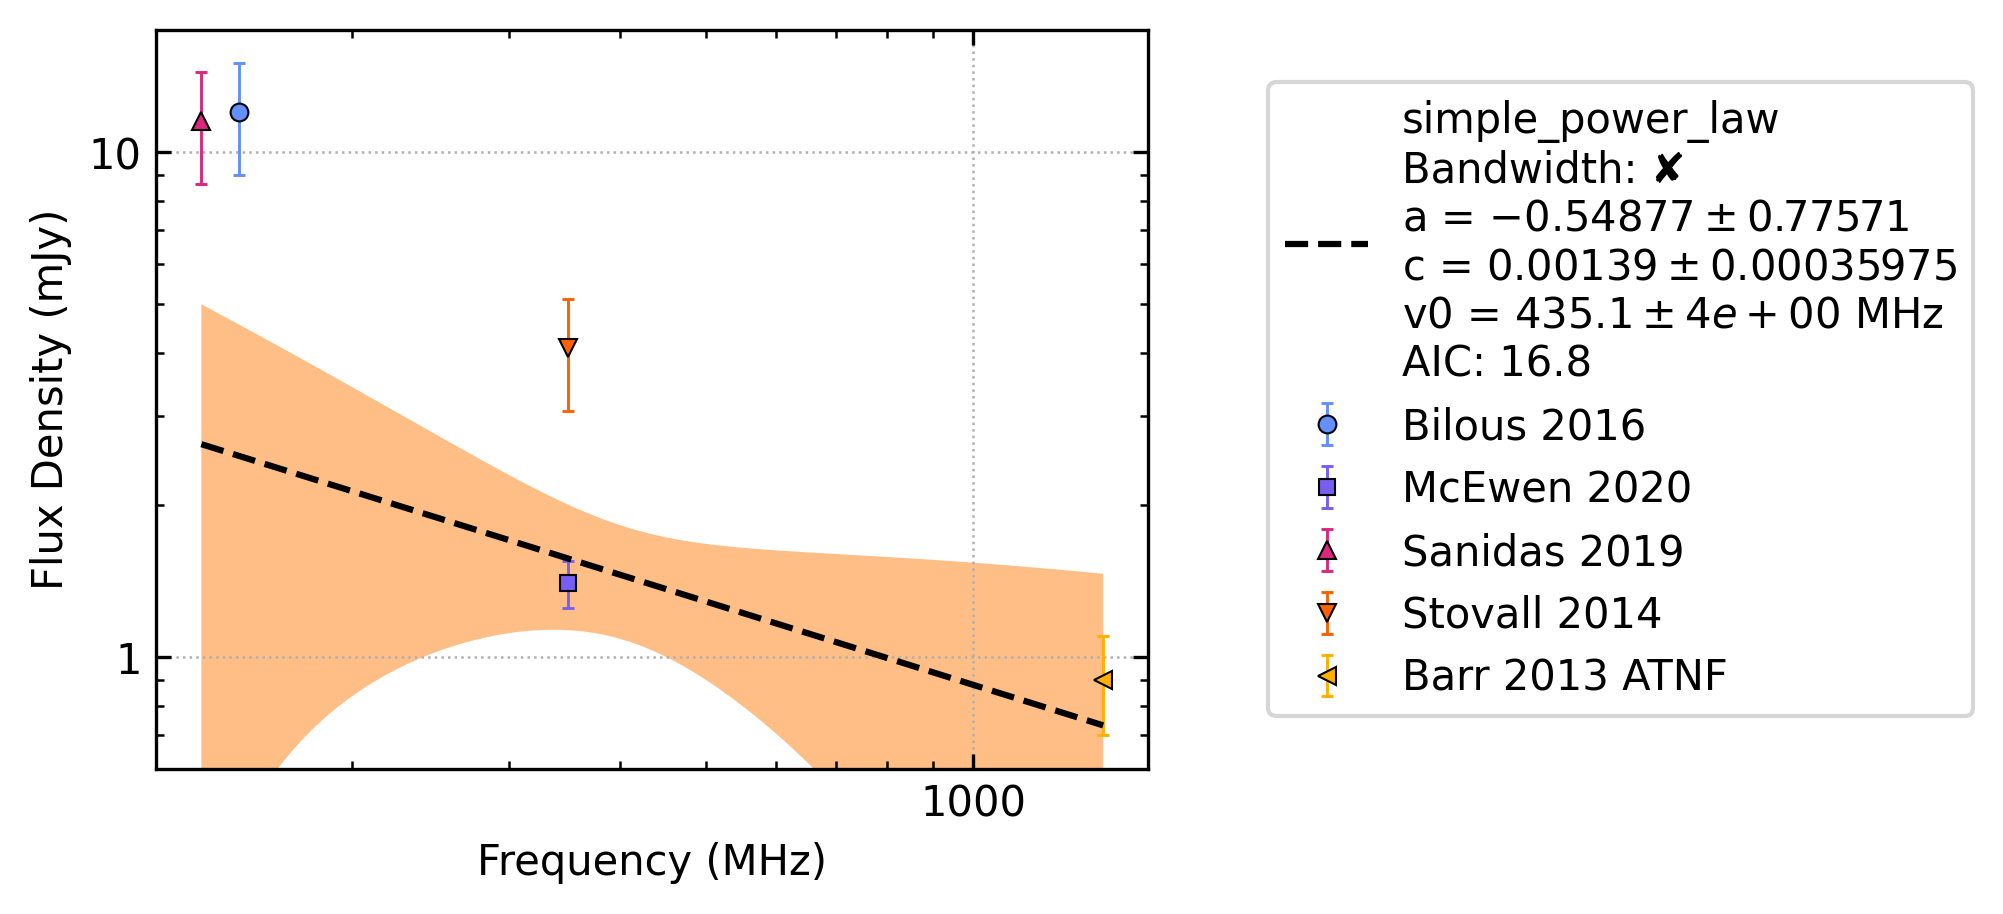 10
1
Flux Density (mJy)
1000
Frequency (MHz)
simple_power_law
Bandwidth: ✘
a = −0.54877 ± 0.77571
c = 0.00139 ± 0.00035975
v0 = 435.1 ± 4e + 00 MHz
AIC: 16.8
Bilous 2016
McEwen 2020
Sanidas 2019
Stovall 2014
Barr 2013 ATNF